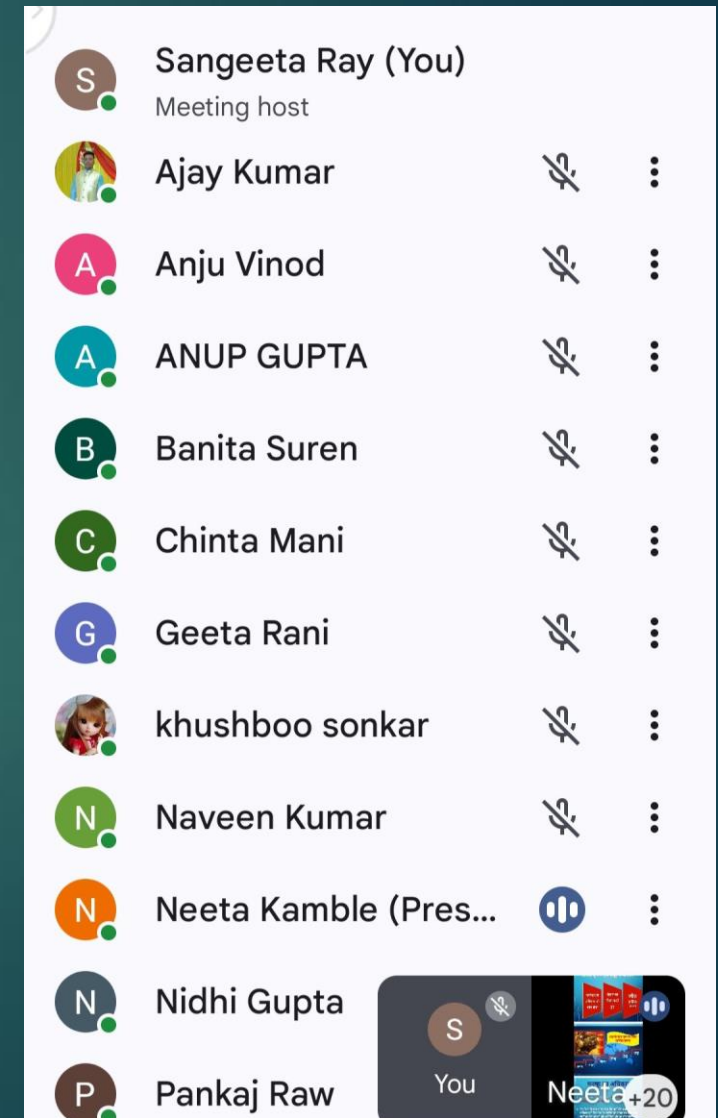 S
Sangeeta Ray (You)
Meeting host
Ajay Kumar
A
Anju Vinod
A
ANUP GUPTA
B
Banita Suren
C
Chinta Mani
G
Geeta Rani
khushboo sonkar
N
Naveen Kumar
N
Neeta Kamble (Pres...
N
Nidhi Gupta
P
Pankaj Raw
S
You
Neeta
+20